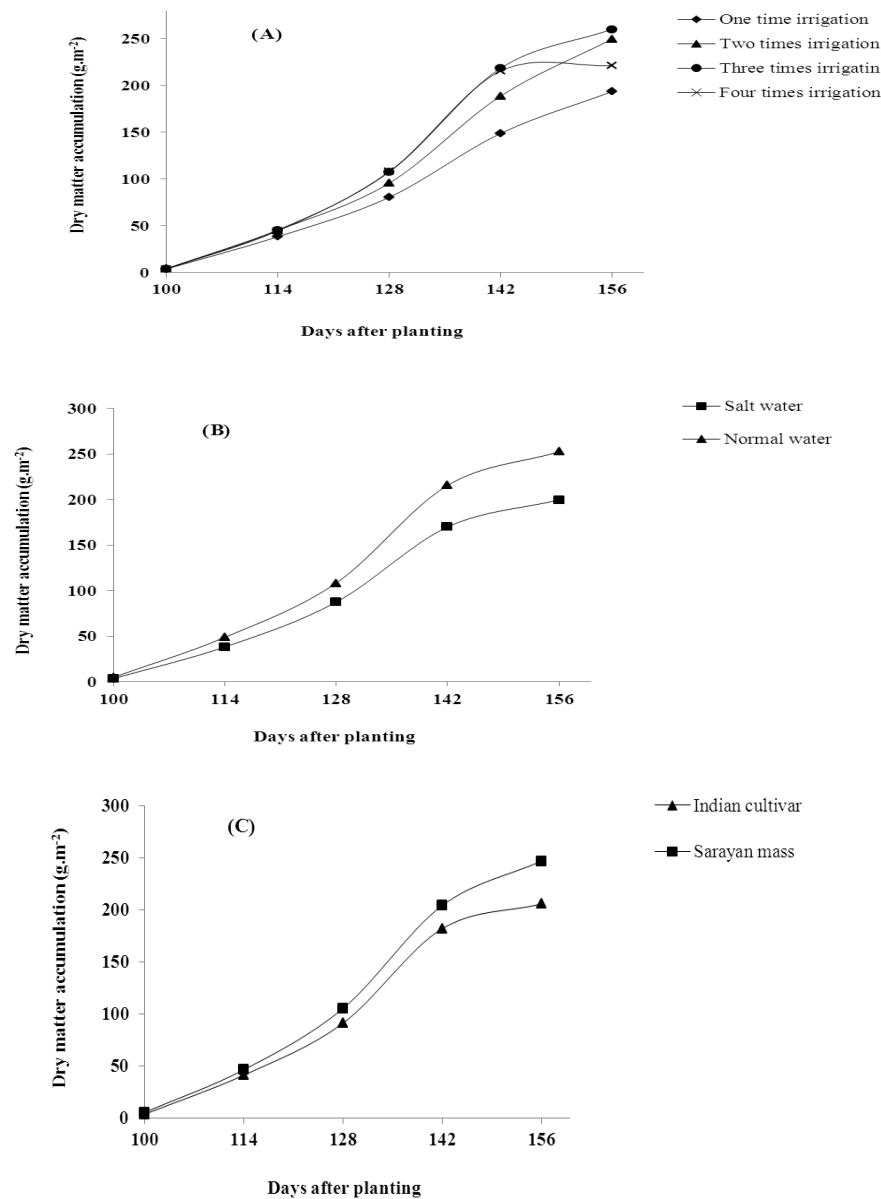 (A)
One time irrigation
Two times irrigation
Three times irrigatin
Four times irrigation
Dry matter accumulation (g.m-2)
250
200
150
100
50
0
100 114 128 142 156
Days after planting
(B)
Salt water
Normal water
Dry matter accumulation (g.m-2)
300
250
200
150
100
50
0
100 114 128 142 156
Days after planting
(C)
Indian cultivar
Sarayan mass
Dry matter accumulation (g.m-2)
300
250
200
150
100
50
0
100 114 128 142 156
Days after planting